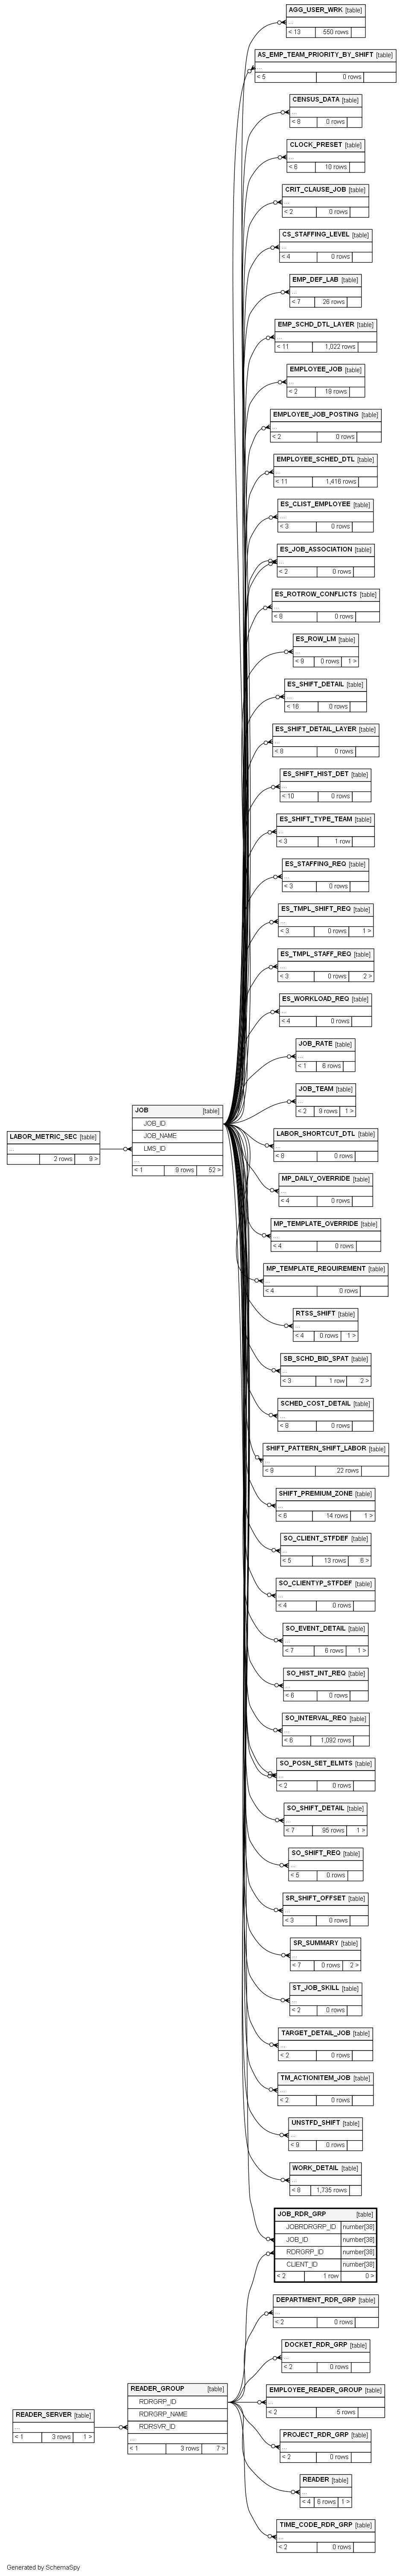 AGG_USER_WRK [table]
...
< 13 550 rows
AS_EMP_TEAM_PRIORITY_BY_SHIFT [table]
...
< 5 0 rows
CENSUS_DATA [table]
...
< 8 0 rows
CLOCK_PRESET [table]
...
< 6 10 rows
CRIT_CLAUSE_JOB [table]
...
< 2 0 rows
CS_STAFFING_LEVEL [table]
...
< 4 0 rows
EMP_DEF_LAB [table]
...
< 7 26 rows
EMP_SCHD_DTL_LAYER [table]
...
< 11 1,022 rows
EMPLOYEE_JOB [table]
...
< 2 19 rows
EMPLOYEE_JOB_POSTING [table]
...
< 2 0 rows
EMPLOYEE_SCHED_DTL [table]
...
< 11 1,416 rows
ES_CLIST_EMPLOYEE [table]
...
< 3 0 rows
ES_JOB_ASSOCIATION [table]
...
< 2 0 rows
ES_ROTROW_CONFLICTS [table]
...
< 8 0 rows
ES_ROW_LM [table]
...
< 9 0 rows 1 >
ES_SHIFT_DETAIL [table]
...
< 16 0 rows
ES_SHIFT_DETAIL_LAYER [table]
...
< 8 0 rows
ES_SHIFT_HIST_DET [table]
...
< 10 0 rows
ES_SHIFT_TYPE_TEAM [table]
...
< 3 1 row
ES_STAFFING_REQ [table]
...
< 3 0 rows
ES_TMPL_SHIFT_REQ [table]
...
< 3 0 rows 1 >
ES_TMPL_STAFF_REQ [table]
...
< 3 0 rows 2 >
ES_WORKLOAD_REQ [table]
...
< 4 0 rows
JOB_RATE [table]
...
< 1 6 rows
JOB_TEAM [table]
...
< 2 9 rows 1 >
JOB [table]
JOB_ID
JOB_NAME
LMS_ID
...
< 1 9 rows 52 >
LABOR_METRIC_SEC [table]
...
2 rows 9 >
LABOR_SHORTCUT_DTL [table]
...
< 8 0 rows
MP_DAILY_OVERRIDE [table]
...
< 4 0 rows
MP_TEMPLATE_OVERRIDE [table]
...
< 4 0 rows
MP_TEMPLATE_REQUIREMENT [table]
...
< 4 0 rows
RTSS_SHIFT [table]
...
< 4 0 rows 1 >
SB_SCHD_BID_SPAT [table]
...
< 3 1 row 2 >
SCHED_COST_DETAIL [table]
...
< 8 0 rows
SHIFT_PATTERN_SHIFT_LABOR [table]
...
< 9 22 rows
SHIFT_PREMIUM_ZONE [table]
...
< 6 14 rows 1 >
SO_CLIENT_STFDEF [table]
...
< 5 13 rows 6 >
SO_CLIENTYP_STFDEF [table]
...
< 4 0 rows
SO_EVENT_DETAIL [table]
...
< 7 6 rows 1 >
SO_HIST_INT_REQ [table]
...
< 6 0 rows
SO_INTERVAL_REQ [table]
...
< 6 1,092 rows
SO_POSN_SET_ELMTS [table]
...
< 2 0 rows
SO_SHIFT_DETAIL [table]
...
< 7 95 rows 1 >
SO_SHIFT_REQ [table]
...
< 5 0 rows
SR_SHIFT_OFFSET [table]
...
< 3 0 rows
SR_SUMMARY [table]
...
< 7 0 rows 2 >
ST_JOB_SKILL [table]
...
< 2 0 rows
TARGET_DETAIL_JOB [table]
...
< 2 0 rows
TM_ACTIONITEM_JOB [table]
...
< 2 0 rows
UNSTFD_SHIFT [table]
...
< 9 0 rows
WORK_DETAIL [table]
...
< 8 1,735 rows
JOB_RDR_GRP [table]
JOBRDRGRP_ID number[38]
JOB_ID number[38]
RDRGRP_ID number[38]
CLIENT_ID number[38]
< 2 1 row 0 >
DEPARTMENT_RDR_GRP [table]
...
< 2 0 rows
DOCKET_RDR_GRP [table]
...
< 2 0 rows
READER_GROUP [table]
RDRGRP_ID
RDRGRP_NAME
RDRSVR_ID
...
< 1 3 rows 7 >
READER_SERVER [table]
...
< 1 3 rows 1 >
EMPLOYEE_READER_GROUP [table]
...
< 2 5 rows
PROJECT_RDR_GRP [table]
...
< 2 0 rows
READER [table]
...
< 4 6 rows 1 >
TIME_CODE_RDR_GRP [table]
...
< 2 0 rows
Generated by SchemaSpy